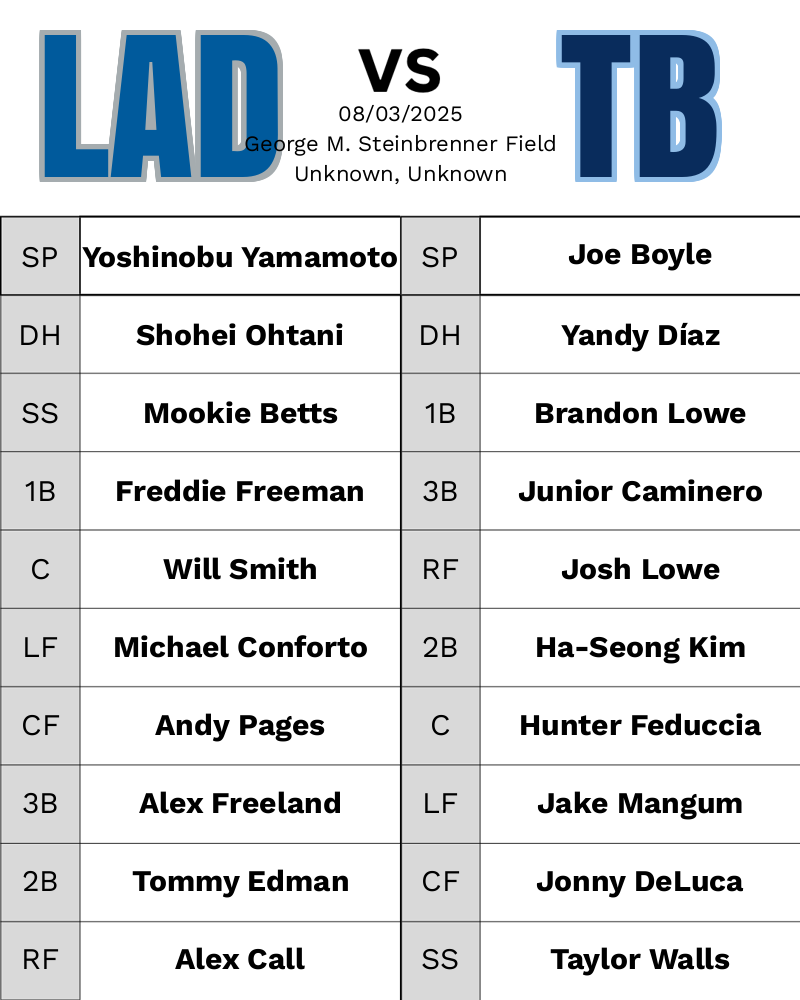 LAD VS TB
08/03/2025
George M. Steinbrenner Field
Unknown, Unknown
SP Yoshinobu Yamamoto SP Joe Boyle
DH Shohei Ohtani DH Yandy Díaz
SS Mookie Betts 1B Brandon Lowe
1B Freddie Freeman 3B Junior Caminero
C Will Smith RF Josh Lowe
LF Michael Conforto 2B Ha-Seong Kim
CF Andy Pages C Hunter Feduccia
3B Alex Freeland LF Jake Mangum
2B Tommy Edman CF Jonny DeLuca
RF Alex Call SS Taylor Walls